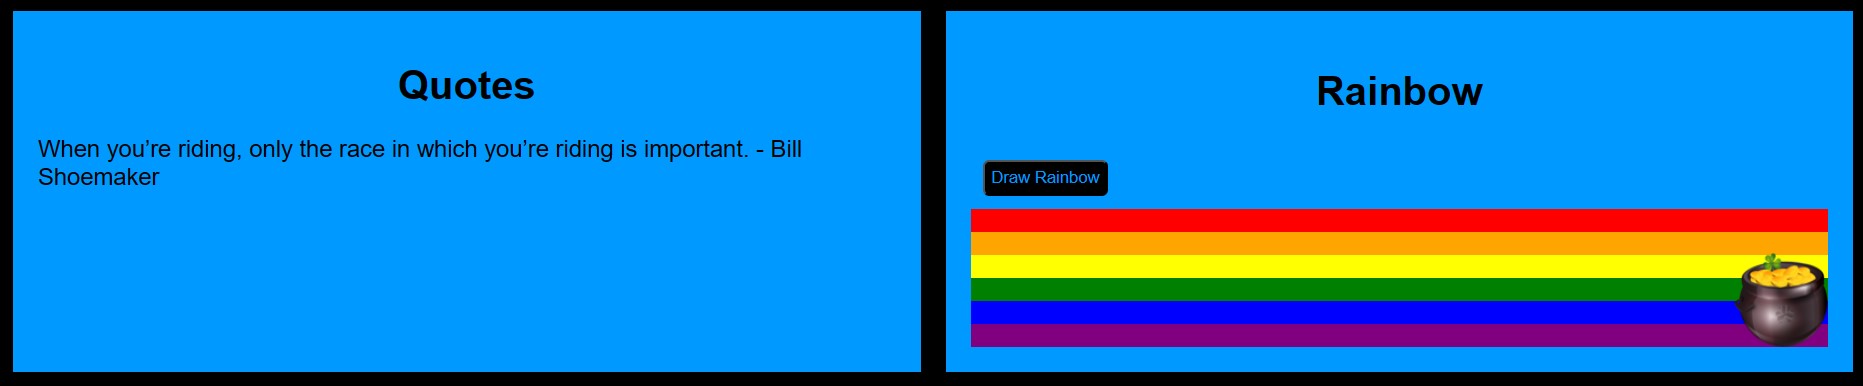 Quotes
When you’re riding, only the race in which you’re riding is important. - Bill
Shoemaker
Rainbow
Draw Rainbow